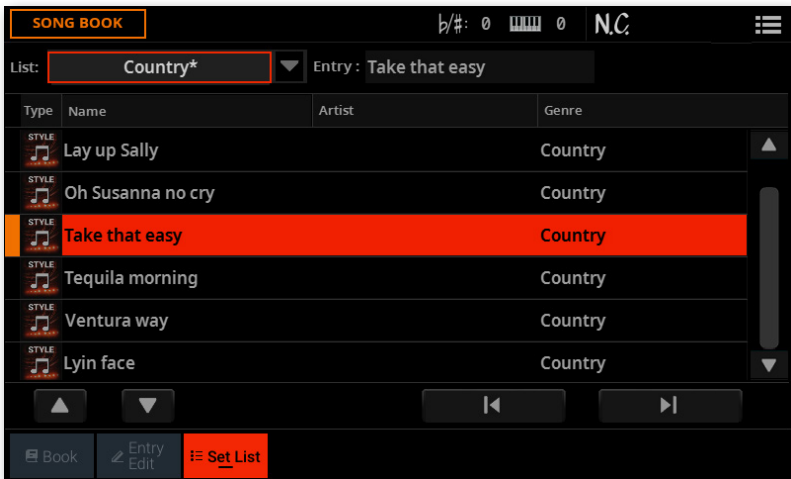 SONG BOOK ♭/#: 0 0 N.C.
List: Country* Entry : Take that easy
Type Name Artist Genre
STYLE Lay up Sally Country
STYLE Oh Susanna no cry Country
STYLE Take that easy Country
STYLE Tequila morning Country
STYLE Ventura way Country
STYLE Lyin face Country
Book Entry Edit Set List